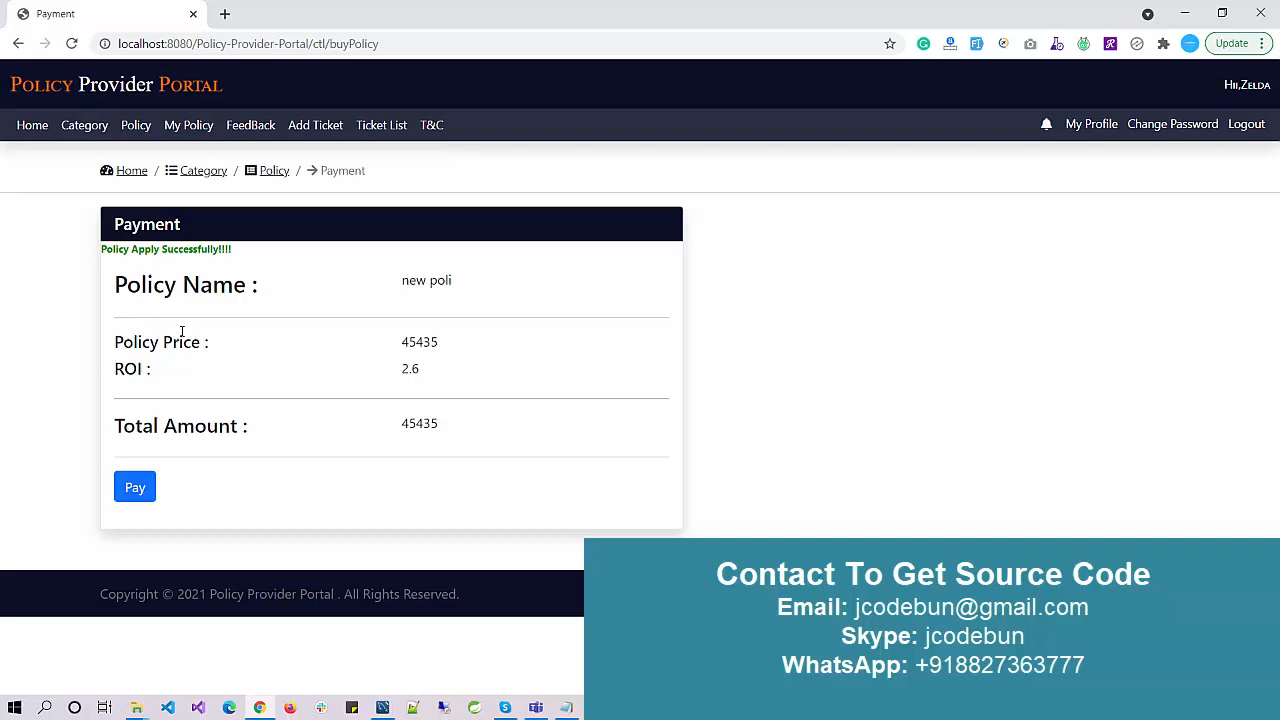 Payment
localhost:8080/Policy-Provider-Portal/ctl/buyPolicy
Update
Policy Provider Portal
Hii,Zelda
Home Category Policy My Policy FeedBack Add Ticket Ticket List T&C
My Profile Change Password Logout
Home / Category / Policy / Payment
Payment
Policy Apply Successfully!!!!
Policy Name : new poli
Policy Price : 45435
ROI : 2.6
Total Amount : 45435
Pay
Contact To Get Source Code
Copyright © 2021 Policy Provider Portal . All Rights Reserved.
Email: jcodebun@gmail.com
Skype: jcodebun
WhatsApp: +918827363777